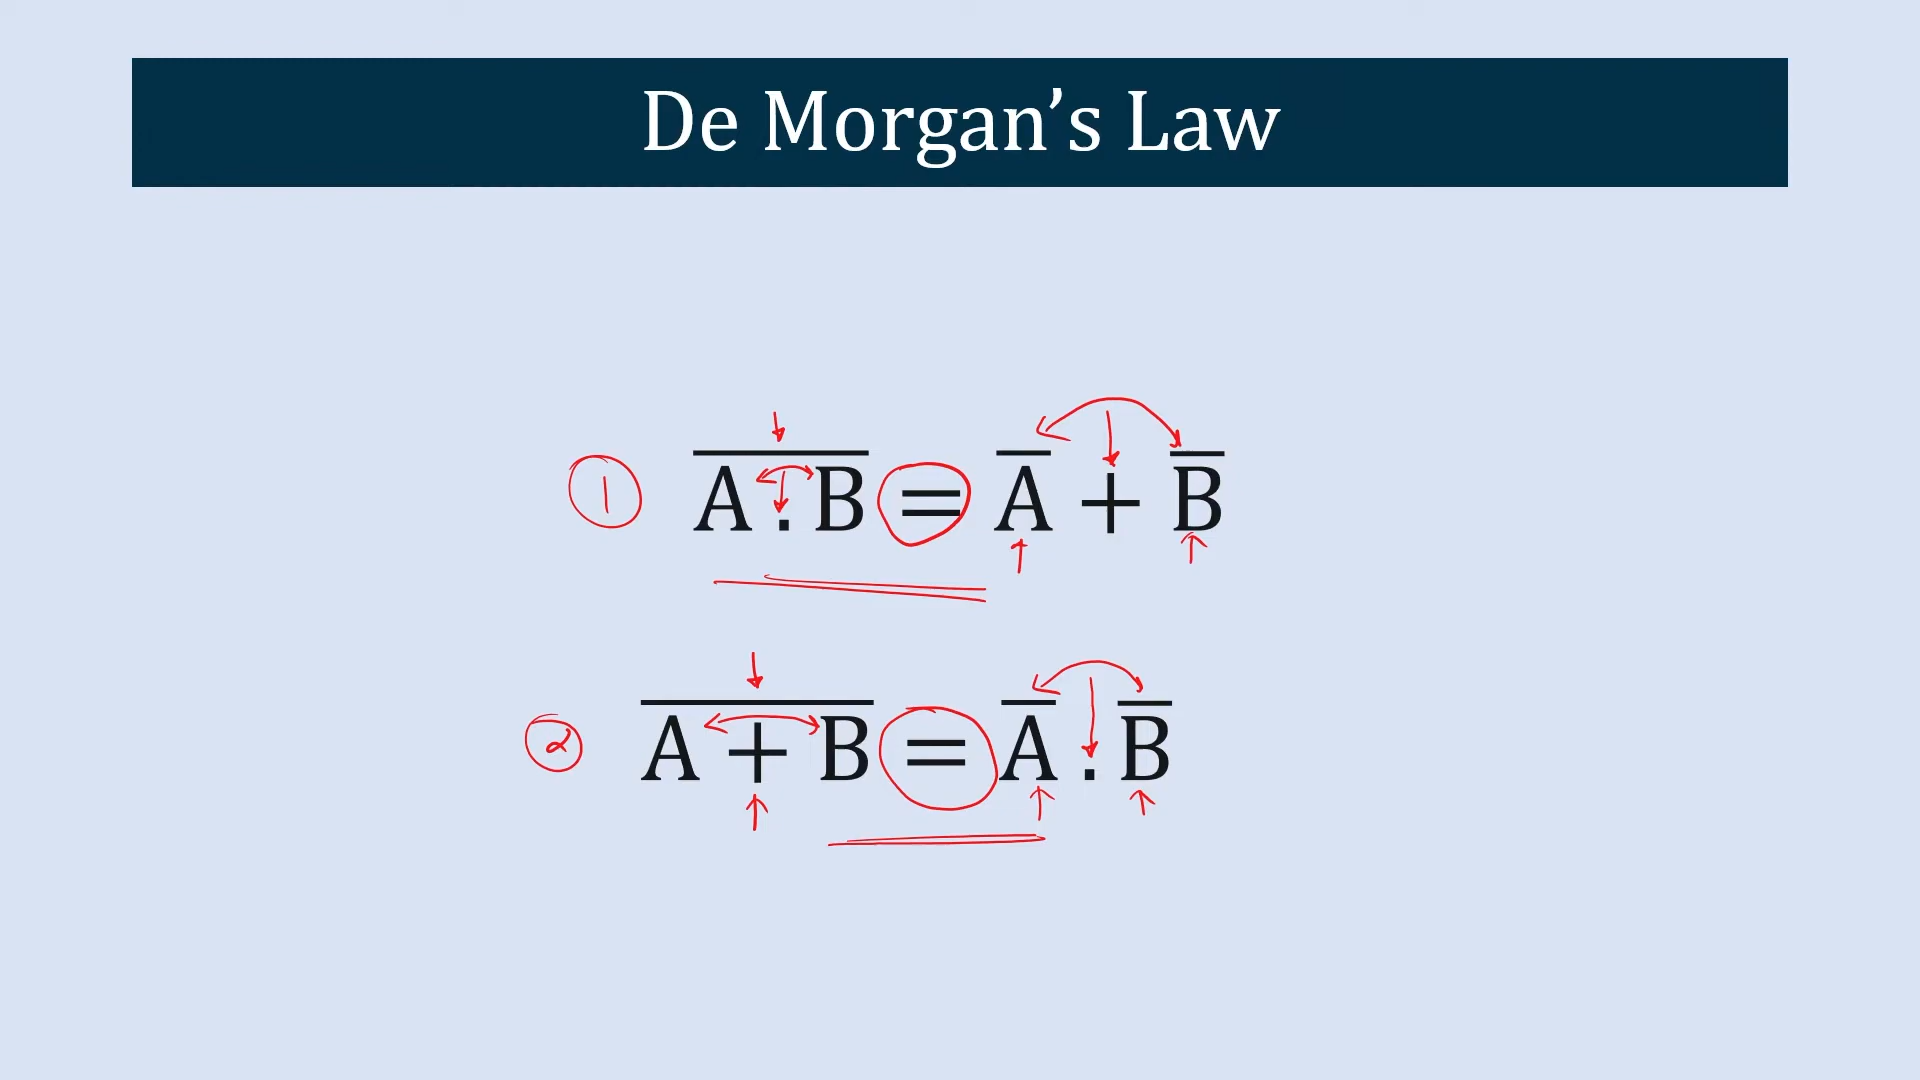 De Morgan’s Law
① A̅ ̅.̅ ̅B̅ = A̅ + B̅
② A̅ ̅+̅ ̅B̅ = A̅ . B̅